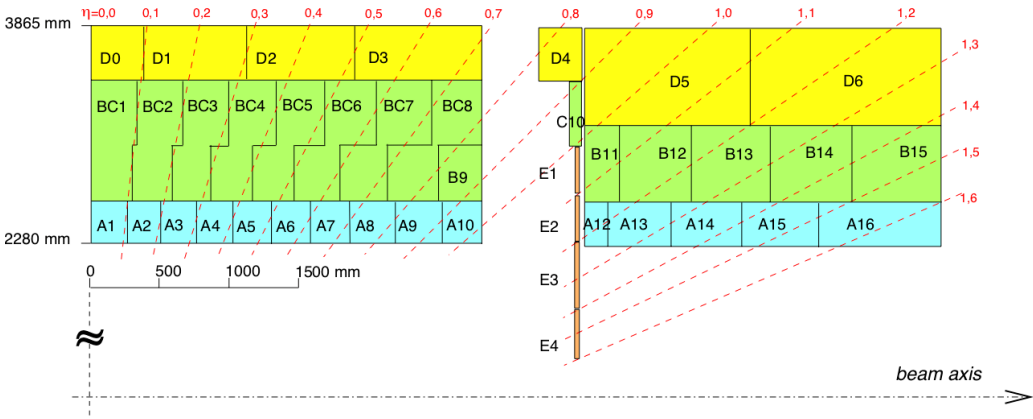 η=0,0 0,1 0,2 0,3 0,4 0,5 0,6 0,7 0,8 0,9 1,0 1,1 1,2
3865 mm
1,3
D0 D1 D2 D3 D4 D5 D6
BC1 BC2 BC3 BC4 BC5 BC6 BC7 BC8
1,4
C10
B11 B12 B13 B14 B15 1,5
B9 E1
1,6
A1 A2 A3 A4 A5 A6 A7 A8 A9 A10 E2 A12 A13 A14 A15 A16
2280 mm
0 500 1000 1500 mm
E3
≈
E4
beam axis